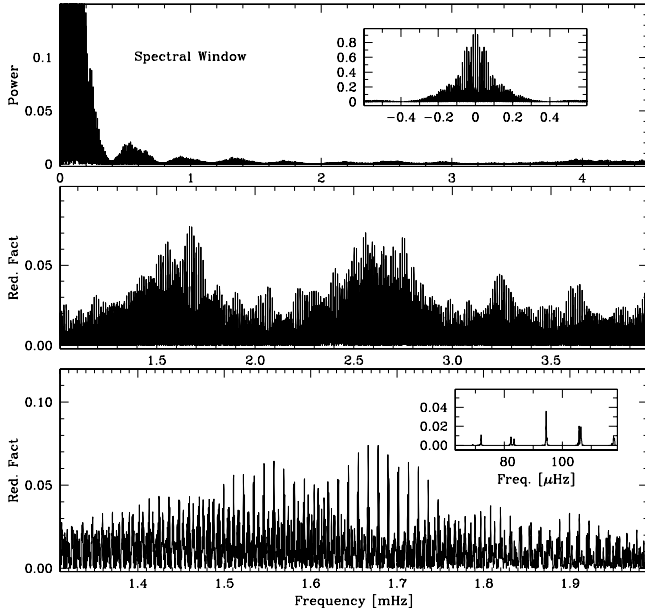 Spectral Window
Power
0.1
0.05
0
0.8
0.6
0.4
0.2
0
−0.4 −0.2 0 0.2 0.4
0 1 2 3 4
Red. Fact
0.05
0.00
1.5 2.0 2.5 3.0 3.5
Red. Fact
0.10
0.05
0.00
0.04
0.02
0.00
80 100
Freq. [μHz]
1.4 1.5 1.6 1.7 1.8 1.9
Frequency [mHz]